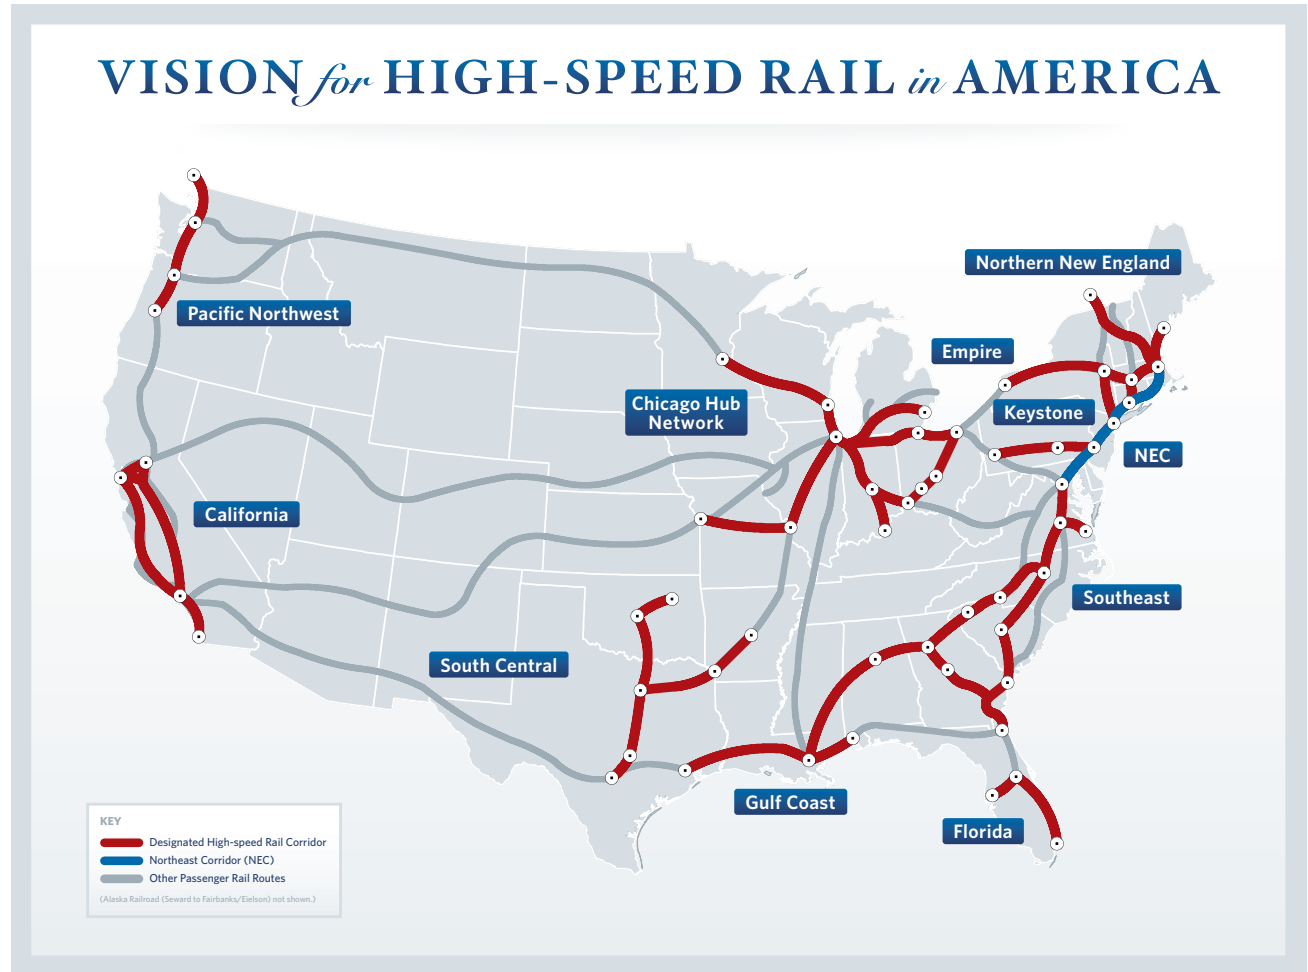 VISION for HIGH-SPEED RAIL in AMERICA
Northern New England
Pacific Northwest
Empire
Chicago Hub
Network
Keystone
NEC
California
Southeast
South Central
Gulf Coast
Florida
KEY
Designated High-speed Rail Corridor
Northeast Corridor (NEC)
Other Passenger Rail Routes
(Alaska Railroad (Seward to Fairbanks/Eielson) not shown.)